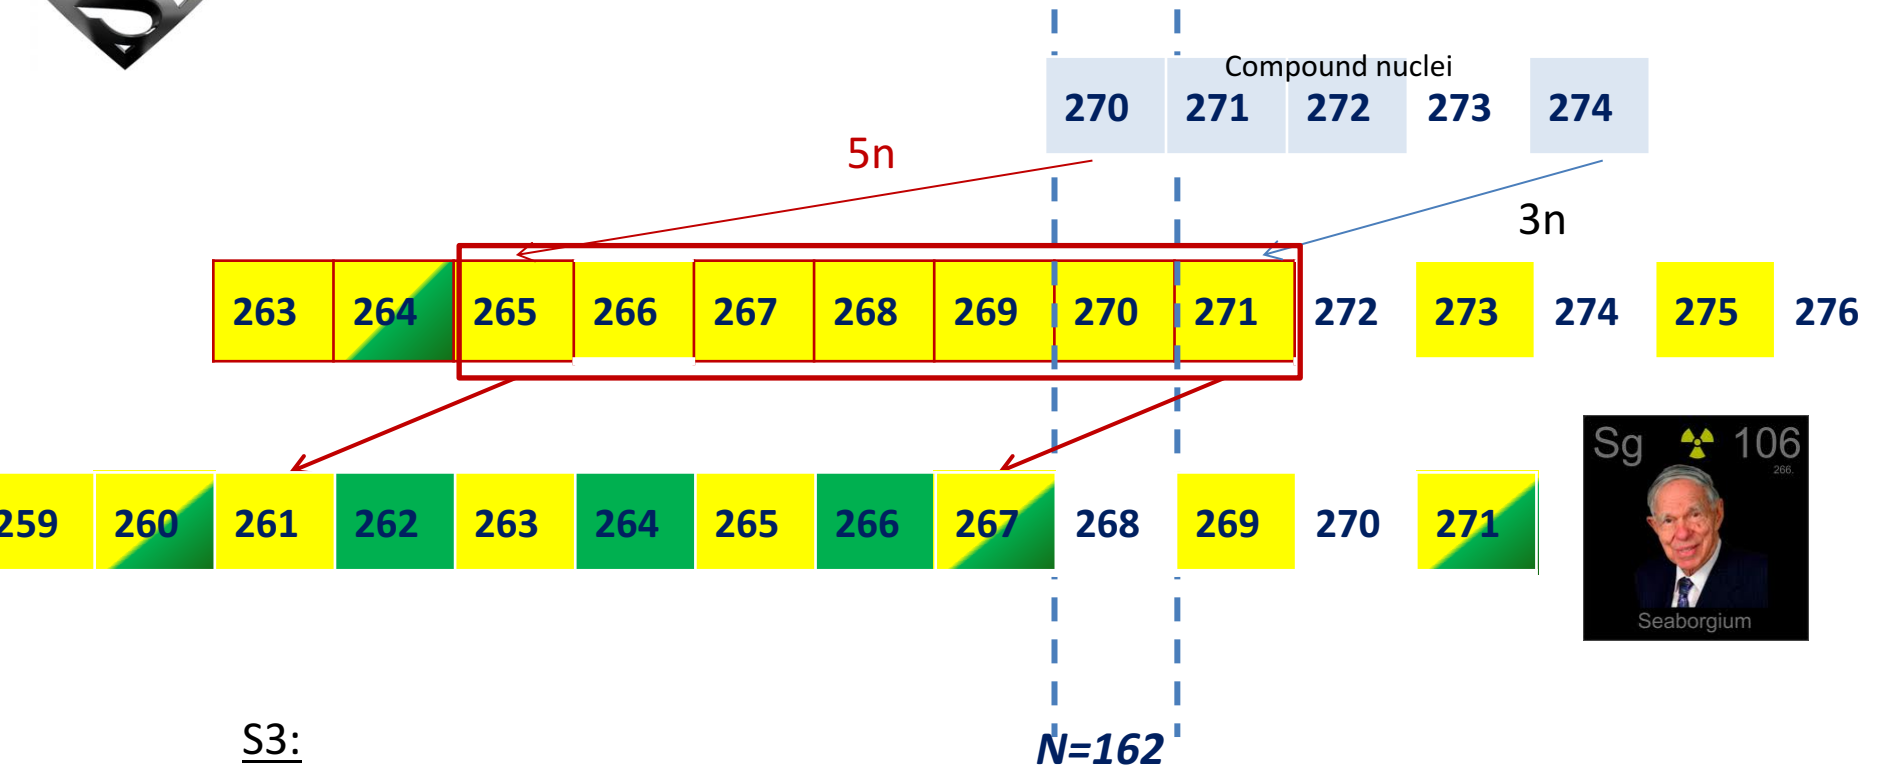 Compound nuclei
270 271 272 273 274
5n
3n
263 264 265 266 267 268 269 270 271 272 273 274 275 276
259 260 261 262 263 264 265 266 267 268 269 270 271
Sg 106
266.
Seaborgium
S3:
N=162